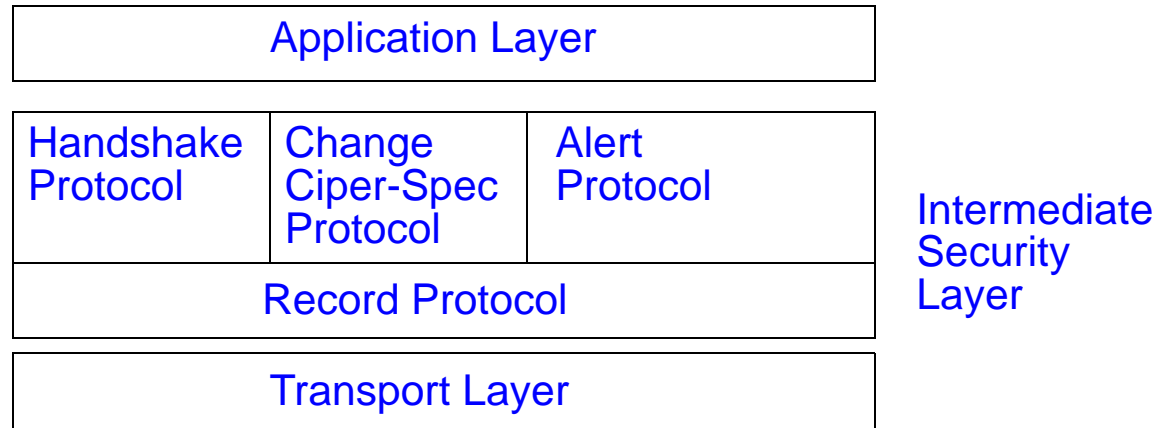 Application Layer
Handshake
Protocol
Change
Ciper-Spec
Protocol
Alert
Protocol
Intermediate
Security
Layer
Record Protocol
Transport Layer